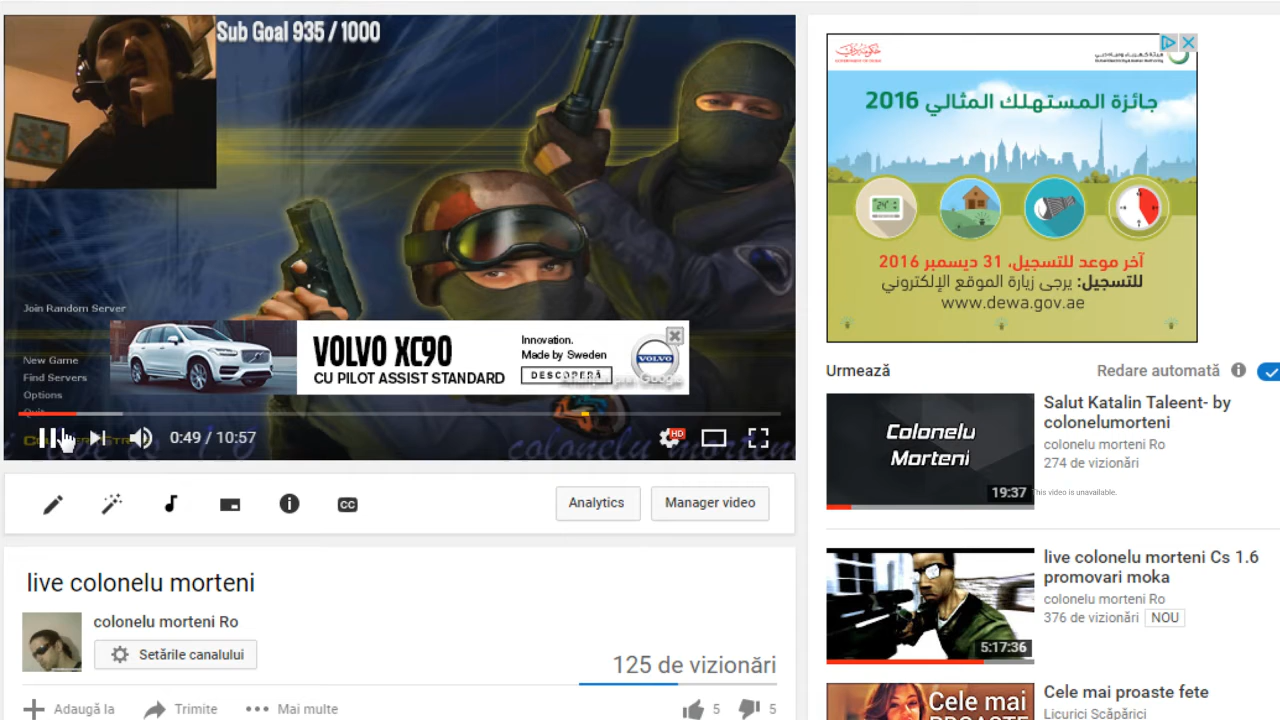 Sub Goal 935 / 1000
Join Random Server
New Game
Find Servers
Options
Quit
VOLVO XC90
CU PILOT ASSIST STANDARD
Innovation.
Made by Sweden
DESCOPERĂ
VOLVO
0:49 / 10:57
HD
colonelu
CC
Analytics
Manager video
live colonelu morteni
colonelu morteni Ro
Setările canalului
125 de vizionări
Adaugă la
Trimite
Mai multe
5
5
جائزة المستهلك المثالي 2016
24°
آخر موعد للتسجيل، 31 ديسمبر 2016
للتسجيل: يرجى زيارة الموقع الإلكتروني
www.dewa.gov.ae
Urmează
Redare automată
Colonelu
Morteni
19:37
Salut Katalin Taleent- by
colonelumorteni
colonelu morteni Ro
274 de vizionări
This video is unavailable.
5:17:36
live colonelu morteni Cs 1.6
promovari moka
colonelu morteni Ro
376 de vizionări
NOU
Cele mai
PROASTE
Cele mai proaste fete
Licurici Scăpărici